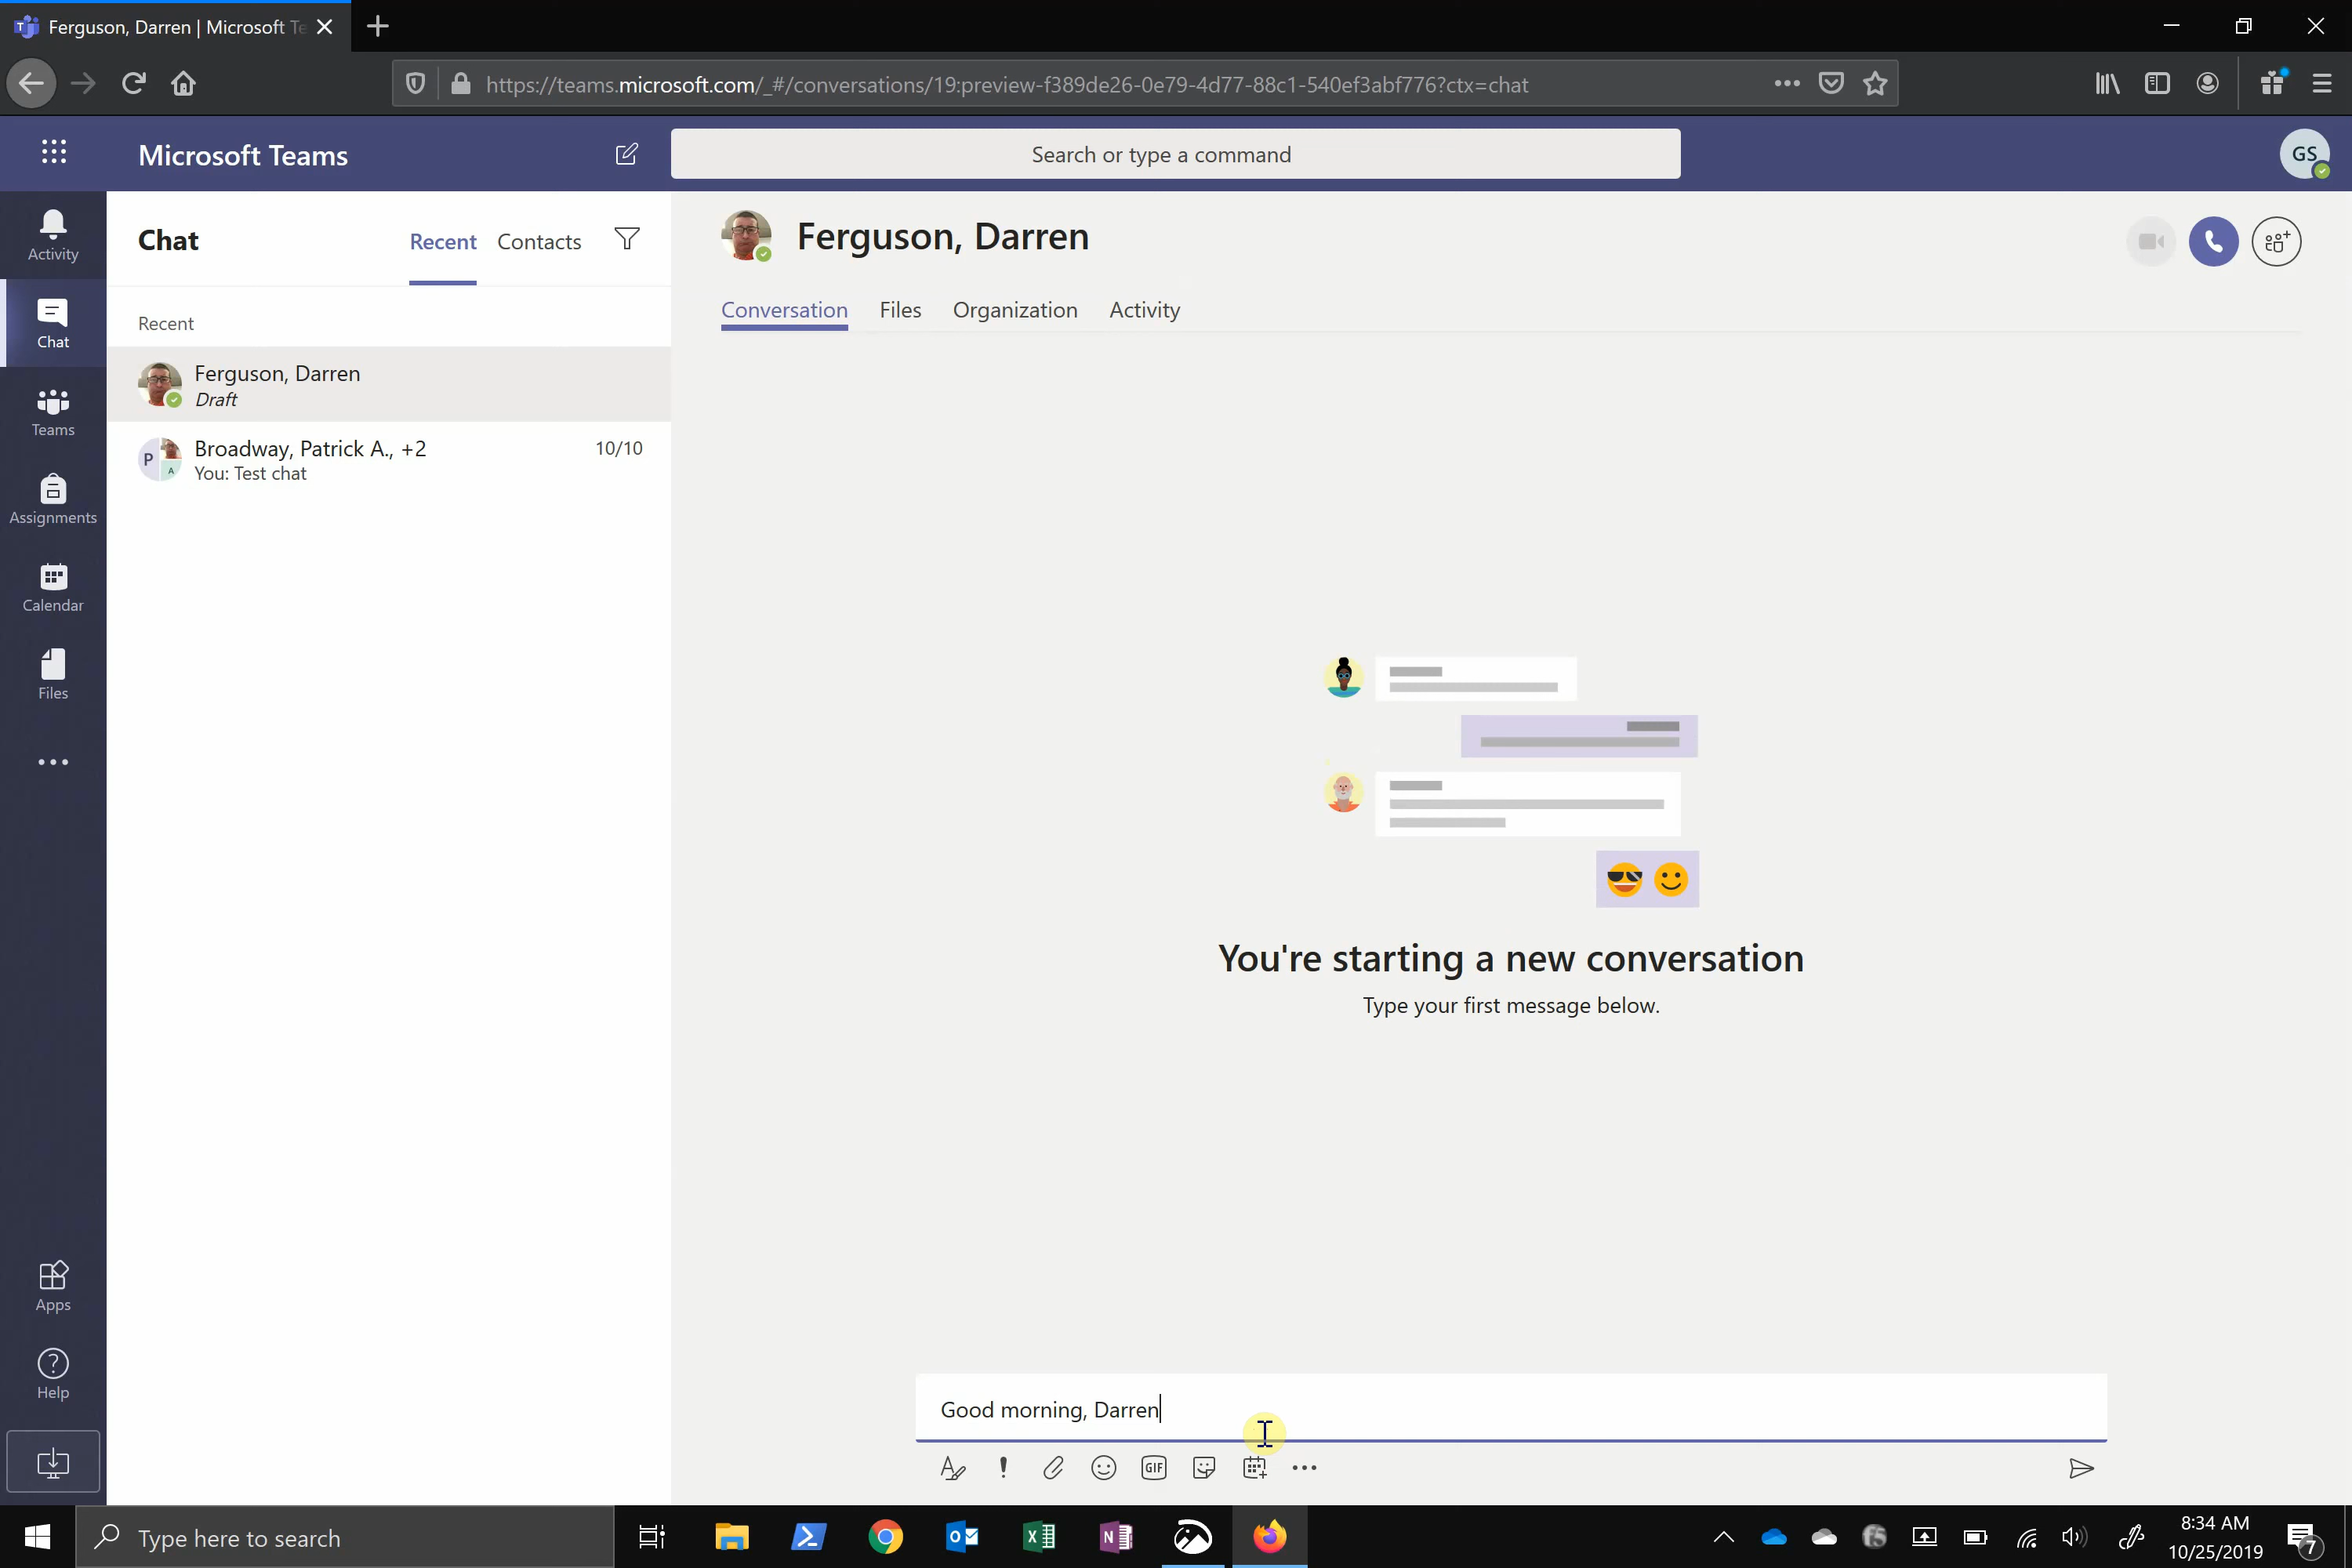 Ferguson, Darren | Microsoft Te
https://teams.microsoft.com/_#/conversations/19:preview-f389de26-0e79-4d77-88c1-540ef3abf776?ctx=chat
Microsoft Teams
Search or type a command
GS
Activity
Chat
Teams
Assignments
Calendar
Files
Apps
Help
Chat
Recent
Contacts
Recent
Ferguson, Darren
Draft
P
A
Broadway, Patrick A., +2
10/10
You: Test chat
Ferguson, Darren
Conversation
Files
Organization
Activity
You're starting a new conversation
Type your first message below.
Good morning, Darren
GIF
Type here to search
8:34 AM
10/25/2019
7